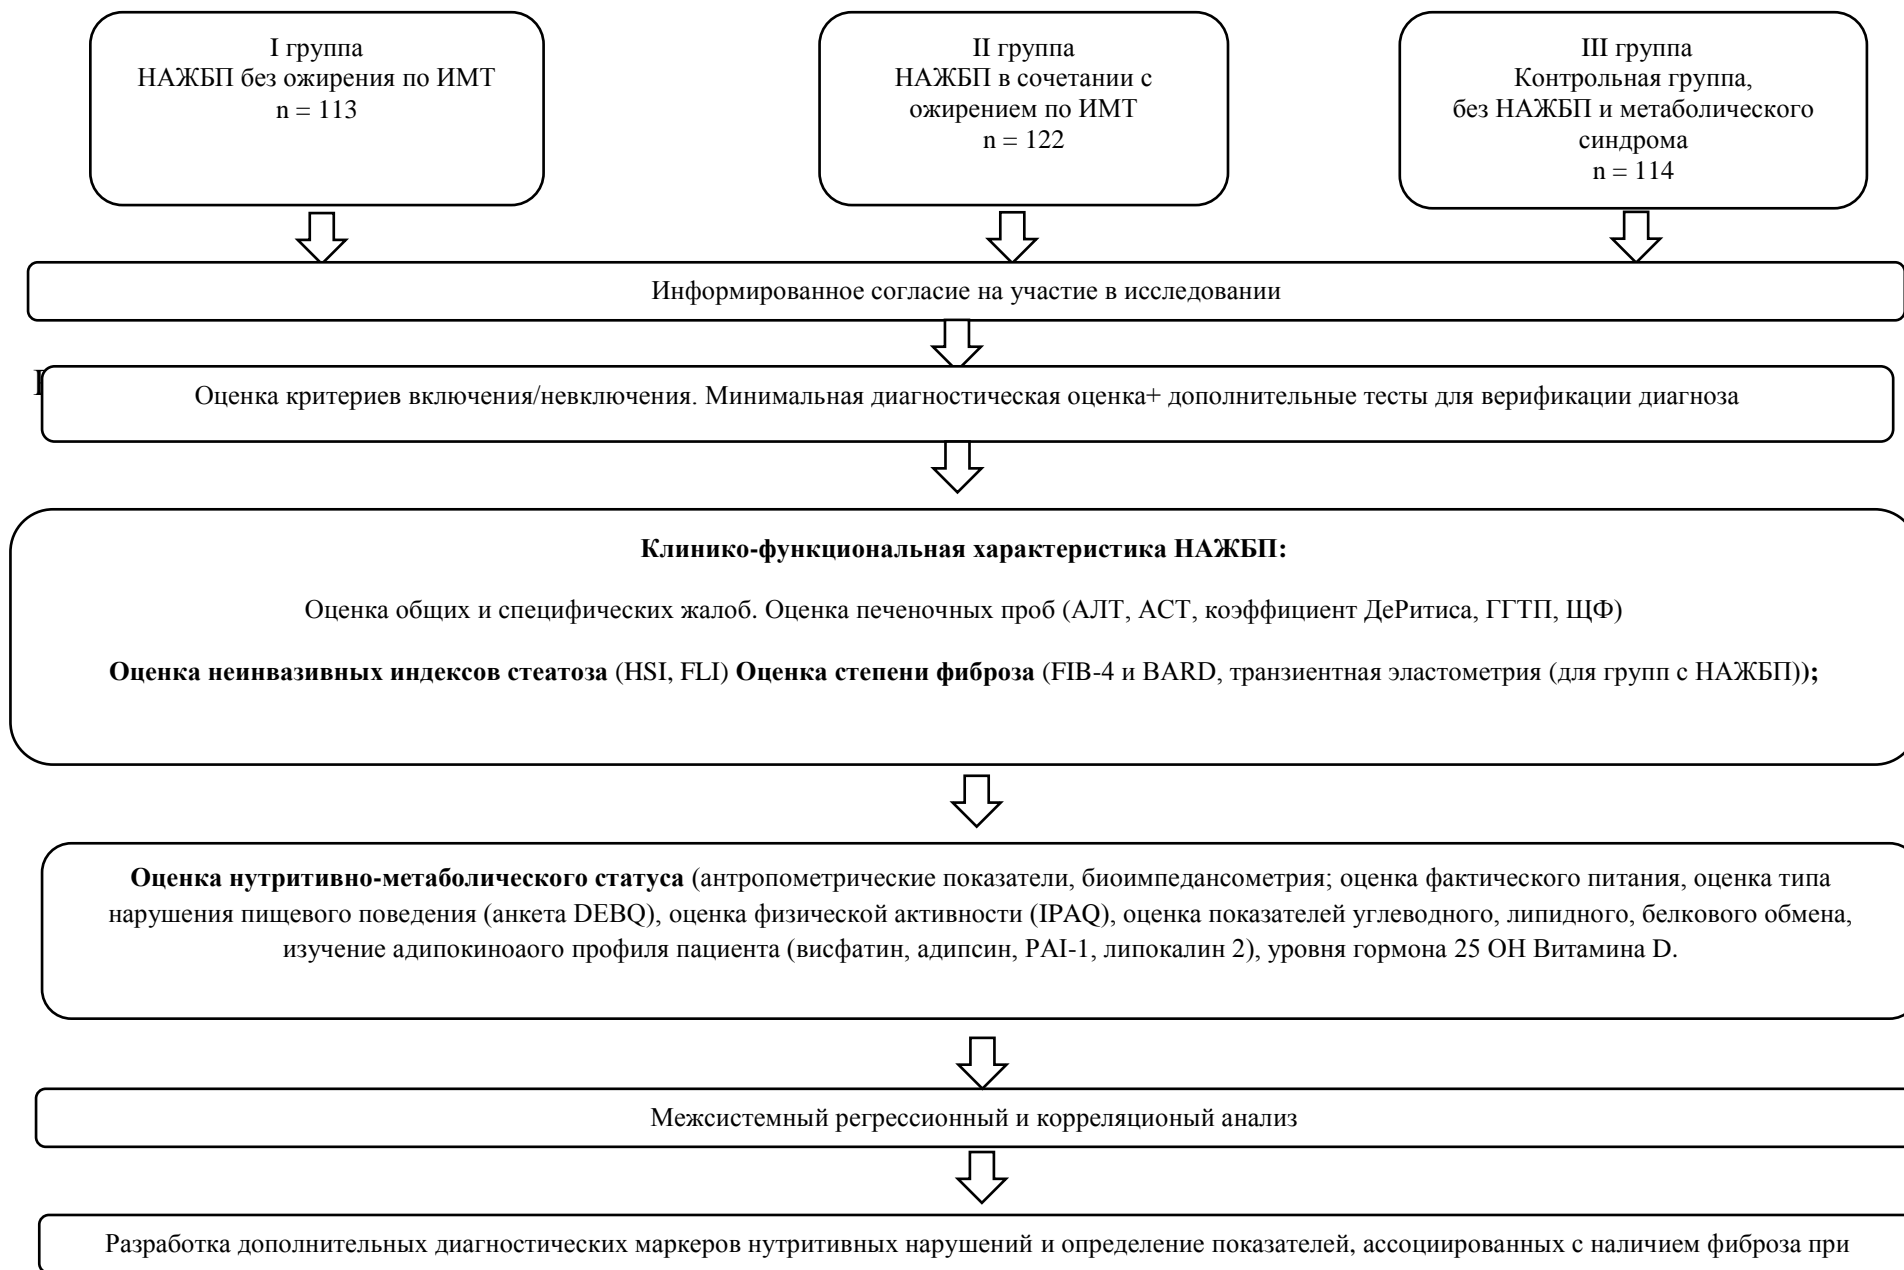 I группа
НАЖБП без ожирения по ИМТ
n = 113
II группа
НАЖБП в сочетании с
ожирением по ИМТ
n = 122
III группа
Контрольная группа,
без НАЖБП и метаболического
синдрома
n = 114
Информированное согласие на участие в исследовании
Оценка критериев включения/невключения. Минимальная диагностическая оценка+ дополнительные тесты для верификации диагноза
Клинико-функциональная характеристика НАЖБП:
Оценка общих и специфических жалоб. Оценка печеночных проб (АЛТ, АСТ, коэффициент ДеРитиса, ГГТП, ЩФ)
Оценка неинвазивных индексов стеатоза (HSI, FLI) Оценка степени фиброза (FIB-4 и BARD, транзиентная эластометрия (для групп с НАЖБП));
Оценка нутритивно-метаболического статуса (антропометрические показатели, биоимпедансометрия; оценка фактического питания, оценка типа
нарушения пищевого поведения (анкета DEBQ), оценка физической активности (IPAQ), оценка показателей углеводного, липидного, белкового обмена,
изучение адипокиноаого профиля пациента (висфатин, адипсин, PAI-1, липокалин 2), уровня гормона 25 ОН Витамина D.
Межсистемный регрессионный и корреляционый анализ
Разработка дополнительных диагностических маркеров нутритивных нарушений и определение показателей, ассоциированных с наличием фиброза при